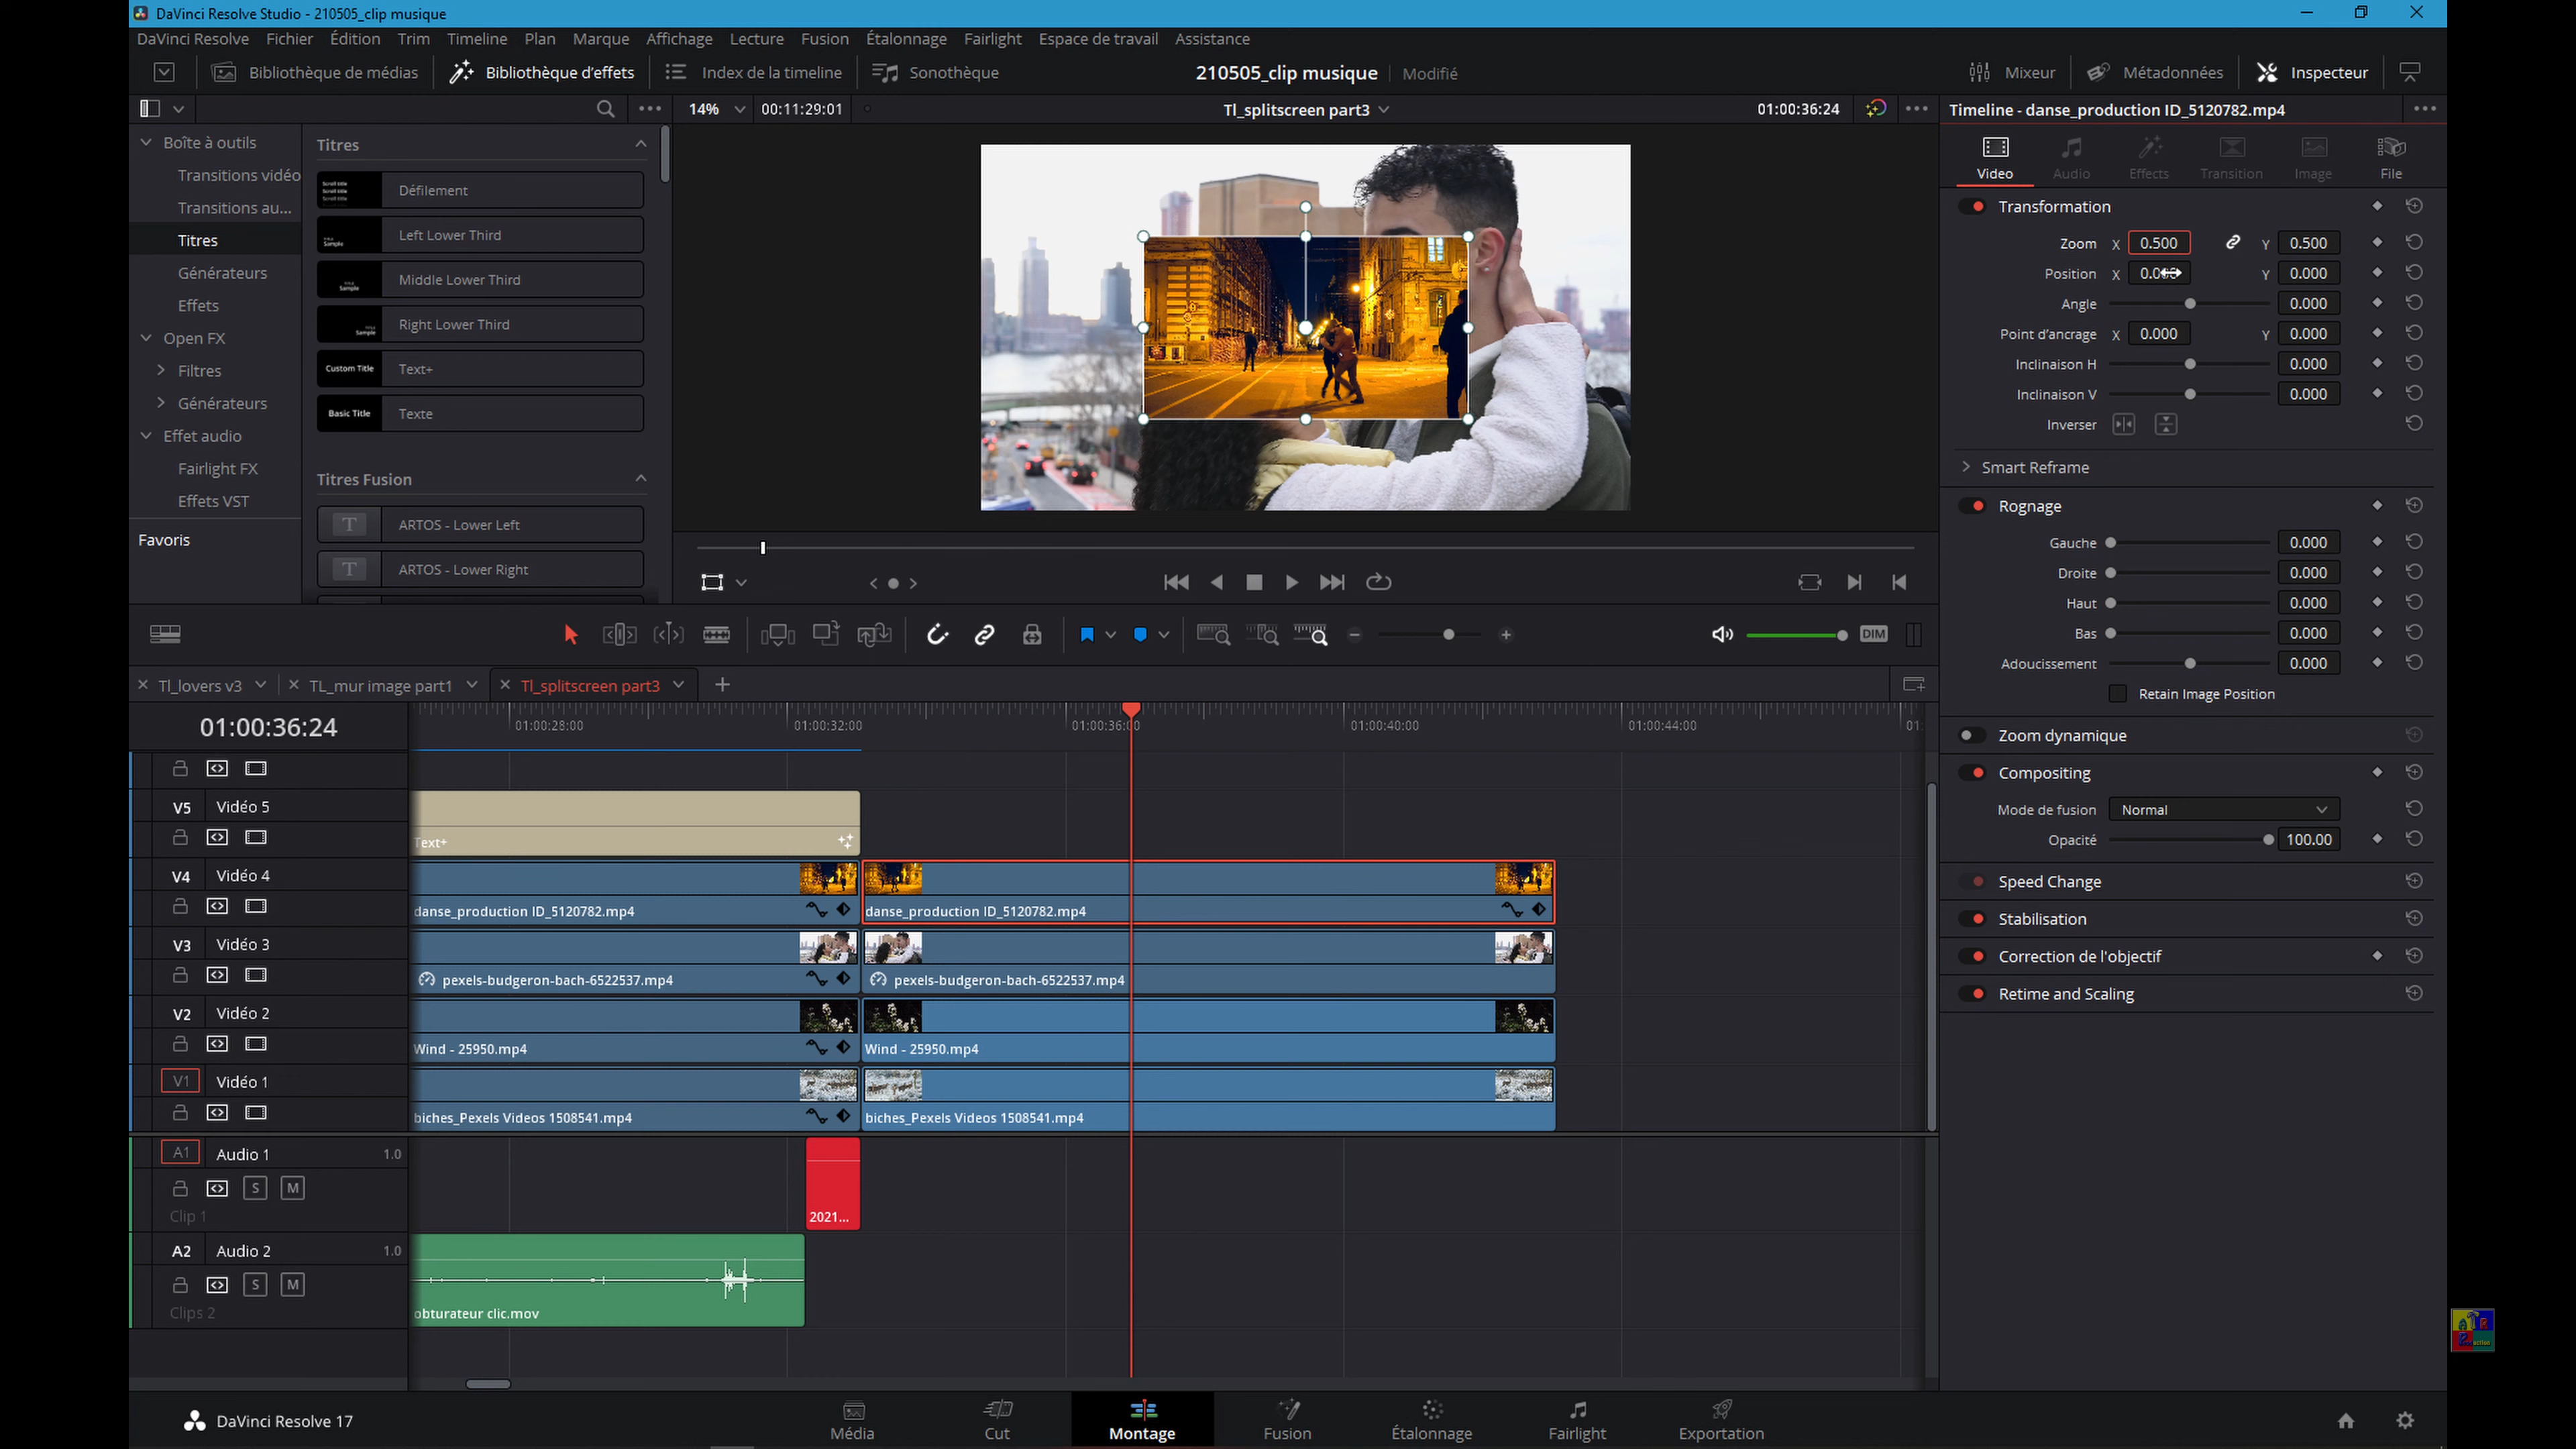 DaVinci Resolve Studio - 210505_clip musique
DaVinci Resolve Fichier Édition Trim Timeline Plan Marque Affichage Lecture Fusion Étalonnage Fairlight Espace de travail Assistance
Bibliothèque de médias Bibliothèque d'effets Index de la timeline Sonothèque 210505_clip musique Modifié Mixeur Métadonnées Inspecteur
14% 00:11:29:01 Tl_splitscreen part3 01:00:36:24 Timeline - danse_production ID_5120782.mp4
Boîte à outils
Transitions vidéo
Transitions au...
Titres
Générateurs
Effets
Open FX
Filtres
Générateurs
Effet audio
Fairlight FX
Effets VST
Favoris
Titres
Défilement
Left Lower Third
Middle Lower Third
Right Lower Third
Custom Title Text+
Basic Title Texte
Titres Fusion
T ARTOS - Lower Left
T ARTOS - Lower Right
Video Audio Effects Transition Image File
Transformation
Zoom X 0.500 Y 0.500
Position X Y 0.000
Angle 0.000
Point d'ancrage X 0.000 Y 0.000
Inclinaison H 0.000
Inclinaison V 0.000
Inverser
Smart Reframe
Rognage
Gauche 0.000
Droite 0.000
Haut 0.000
Bas 0.000
Adoucissement 0.000
Retain Image Position
Zoom dynamique
Compositing
Mode de fusion Normal
Opacité 100.00
Speed Change
Stabilisation
Correction de l'objectif
Retime and Scaling
DIM
Tl_lovers v3 TL_mur image part1 Tl_splitscreen part3
01:00:36:24 01:00:28:00 01:00:32:00 01:00:36:00 01:00:40:00 01:00:44:00 01:
V5 Vidéo 5
Text+
V4 Vidéo 4
danse_production ID_5120782.mp4 danse_production ID_5120782.mp4
V3 Vidéo 3
pexels-budgeron-bach-6522537.mp4 pexels-budgeron-bach-6522537.mp4
V2 Vidéo 2
Wind - 25950.mp4 Wind - 25950.mp4
V1 Vidéo 1
biches_Pexels Videos 1508541.mp4 biches_Pexels Videos 1508541.mp4
A1 Audio 1 1.0
S M
Clip 1 2021...
A2 Audio 2 1.0
S M
Clips 2 obturateur clic.mov
DaVinci Resolve 17 Média Cut Montage Fusion Étalonnage Fairlight Exportation